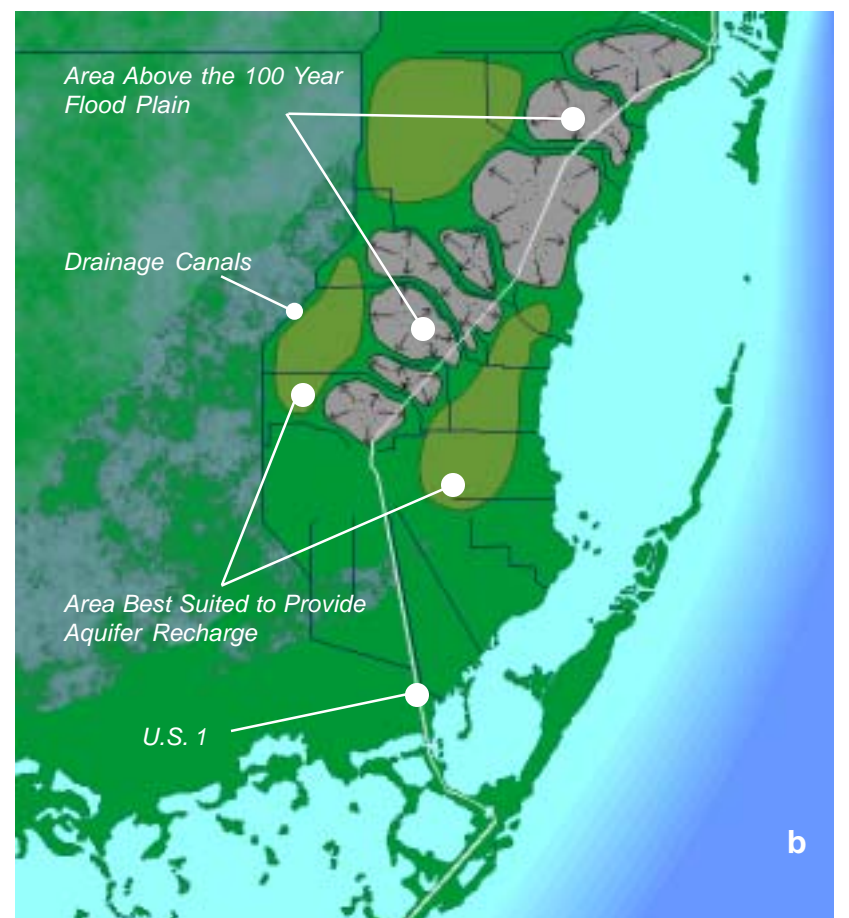 Area Above the 100 Year
Flood Plain
Drainage Canals
Area Best Suited to Provide
Aquifer Recharge
U.S. 1
b